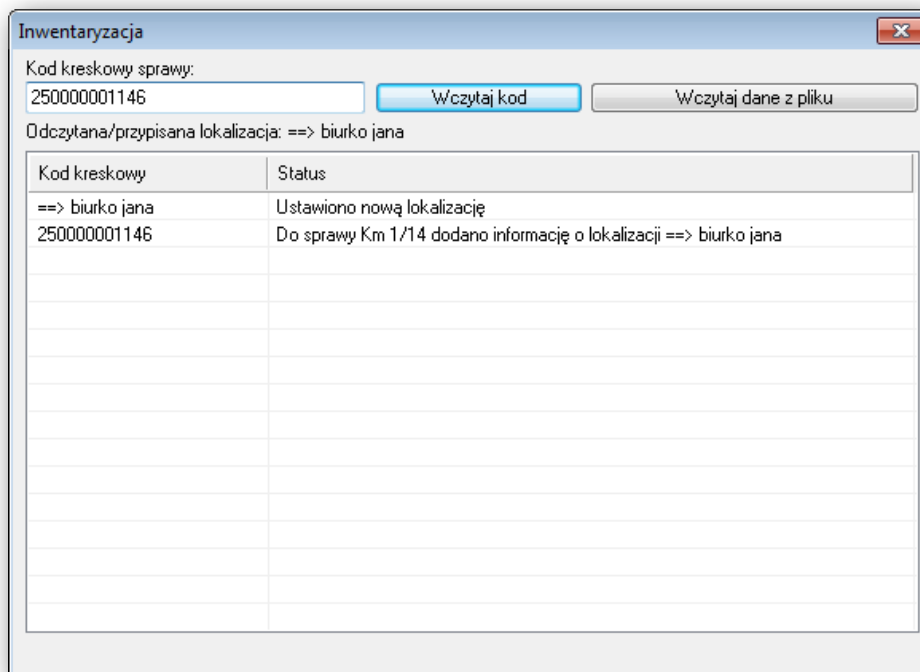 Inwentaryzacja
Kod kreskowy sprawy:
250000001146 Wczytaj kod Wczytaj dane z pliku
Odczytana/przypisana lokalizacja: ==> biurko jana
Kod kreskowy Status
==> biurko jana Ustawiono nową lokalizację
250000001146 Do sprawy Km 1/14 dodano informację o lokalizacji ==> biurko jana